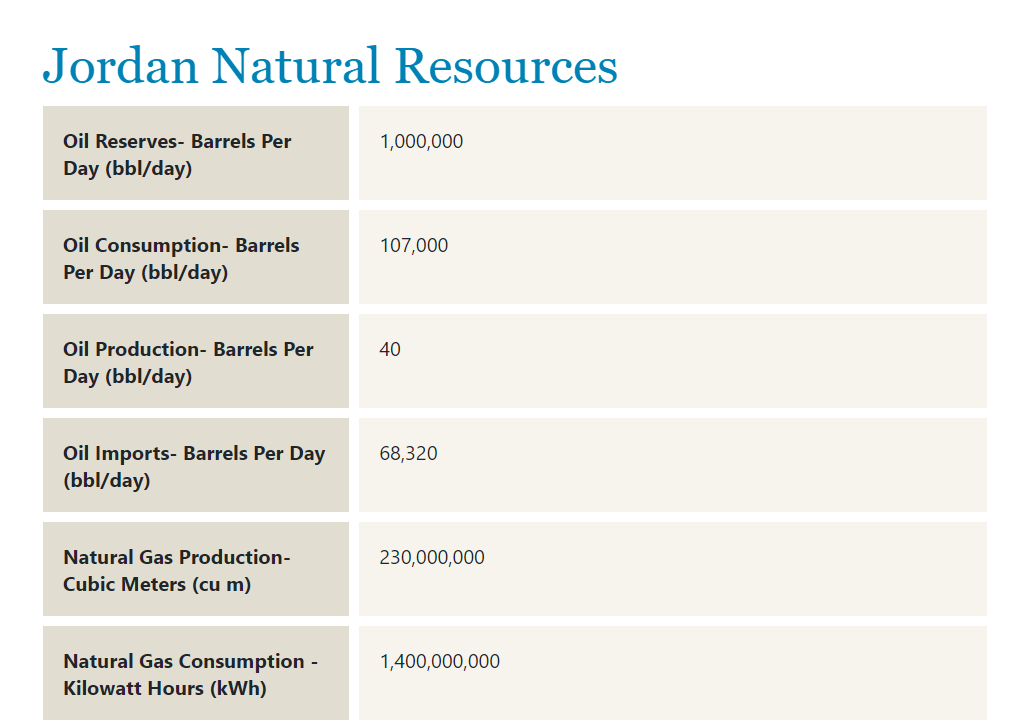 Jordan Natural Resources
Oil Reserves- Barrels Per
Day (bbl/day)
1,000,000
Oil Consumption- Barrels
Per Day (bbl/day)
107,000
Oil Production- Barrels Per
Day (bbl/day)
40
Oil Imports- Barrels Per Day
(bbl/day)
68,320
Natural Gas Production-
Cubic Meters (cu m)
230,000,000
Natural Gas Consumption -
Kilowatt Hours (kWh)
1,400,000,000